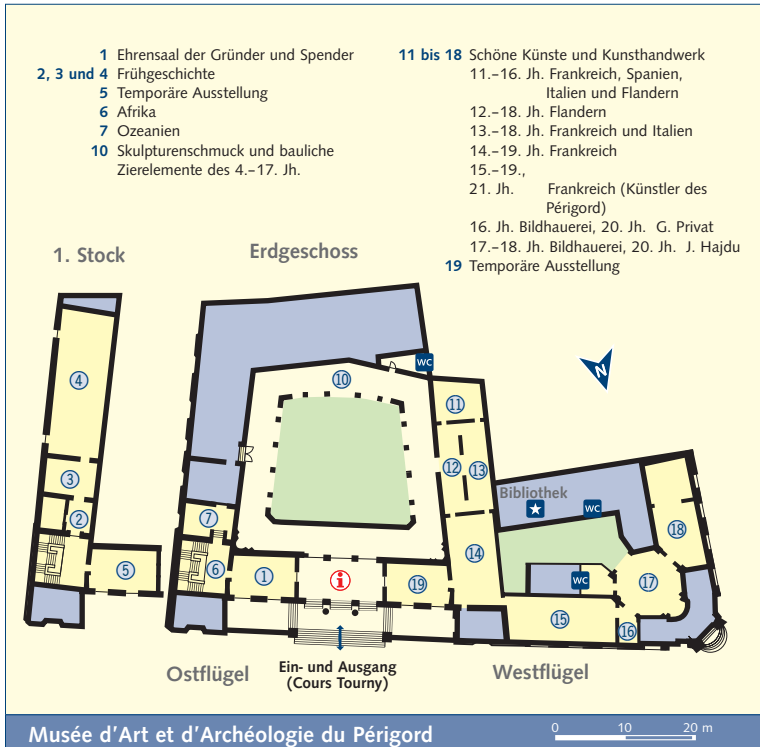 1 Ehrensaal der Gründer und Spender
2, 3 und 4 Frühgeschichte
5 Temporäre Ausstellung
6 Afrika
7 Ozeanien
10 Skulpturenschmuck und bauliche
Zierelemente des 4.–17. Jh.
11 bis 18 Schöne Künste und Kunsthandwerk
11.–16. Jh. Frankreich, Spanien,
Italien und Flandern
12.–18. Jh. Flandern
13.–18. Jh. Frankreich und Italien
14.–19. Jh. Frankreich
15.–19.,
21. Jh. Frankreich (Künstler des
Périgord)
16. Jh. Bildhauerei, 20. Jh. G. Privat
17.–18. Jh. Bildhauerei, 20. Jh. J. Hajdu
19 Temporäre Ausstellung
1. Stock
Erdgeschoss
N
WC
4
10
11
3
12
13
Bibliothek
WC
2
7
18
14
5
6
1
i
19
WC
17
15
16
Ostflügel
Ein- und Ausgang
(Cours Tourny)
Westflügel
Musée d'Art et d'Archéologie du Périgord
0 10 20 m